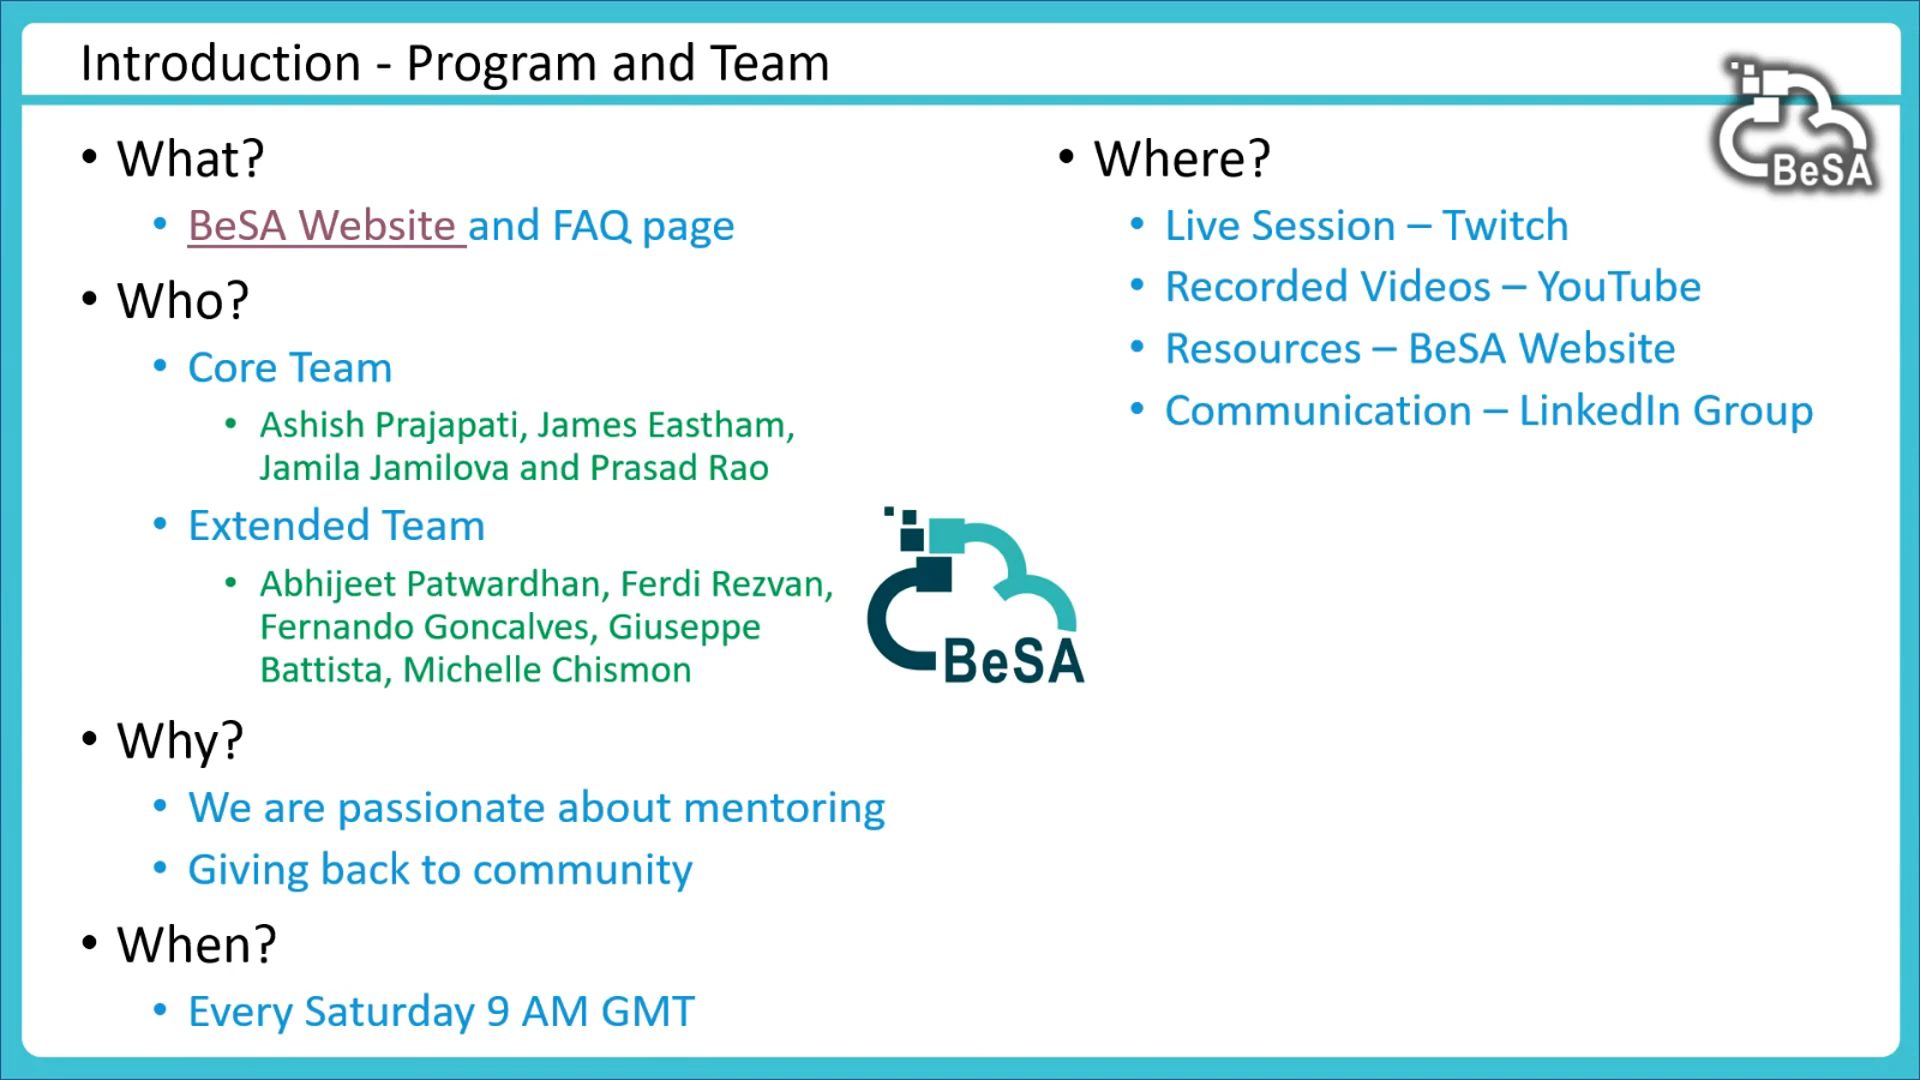 Introduction - Program and Team
BeSA
• What?
• BeSA Website and FAQ page
• Who?
• Core Team
• Ashish Prajapati, James Eastham,
Jamila Jamilova and Prasad Rao
• Extended Team
• Abhijeet Patwardhan, Ferdi Rezvan,
Fernando Goncalves, Giuseppe
Battista, Michelle Chismon
• Why?
• We are passionate about mentoring
• Giving back to community
• When?
• Every Saturday 9 AM GMT
BeSA
• Where?
• Live Session – Twitch
• Recorded Videos – YouTube
• Resources – BeSA Website
• Communication – LinkedIn Group